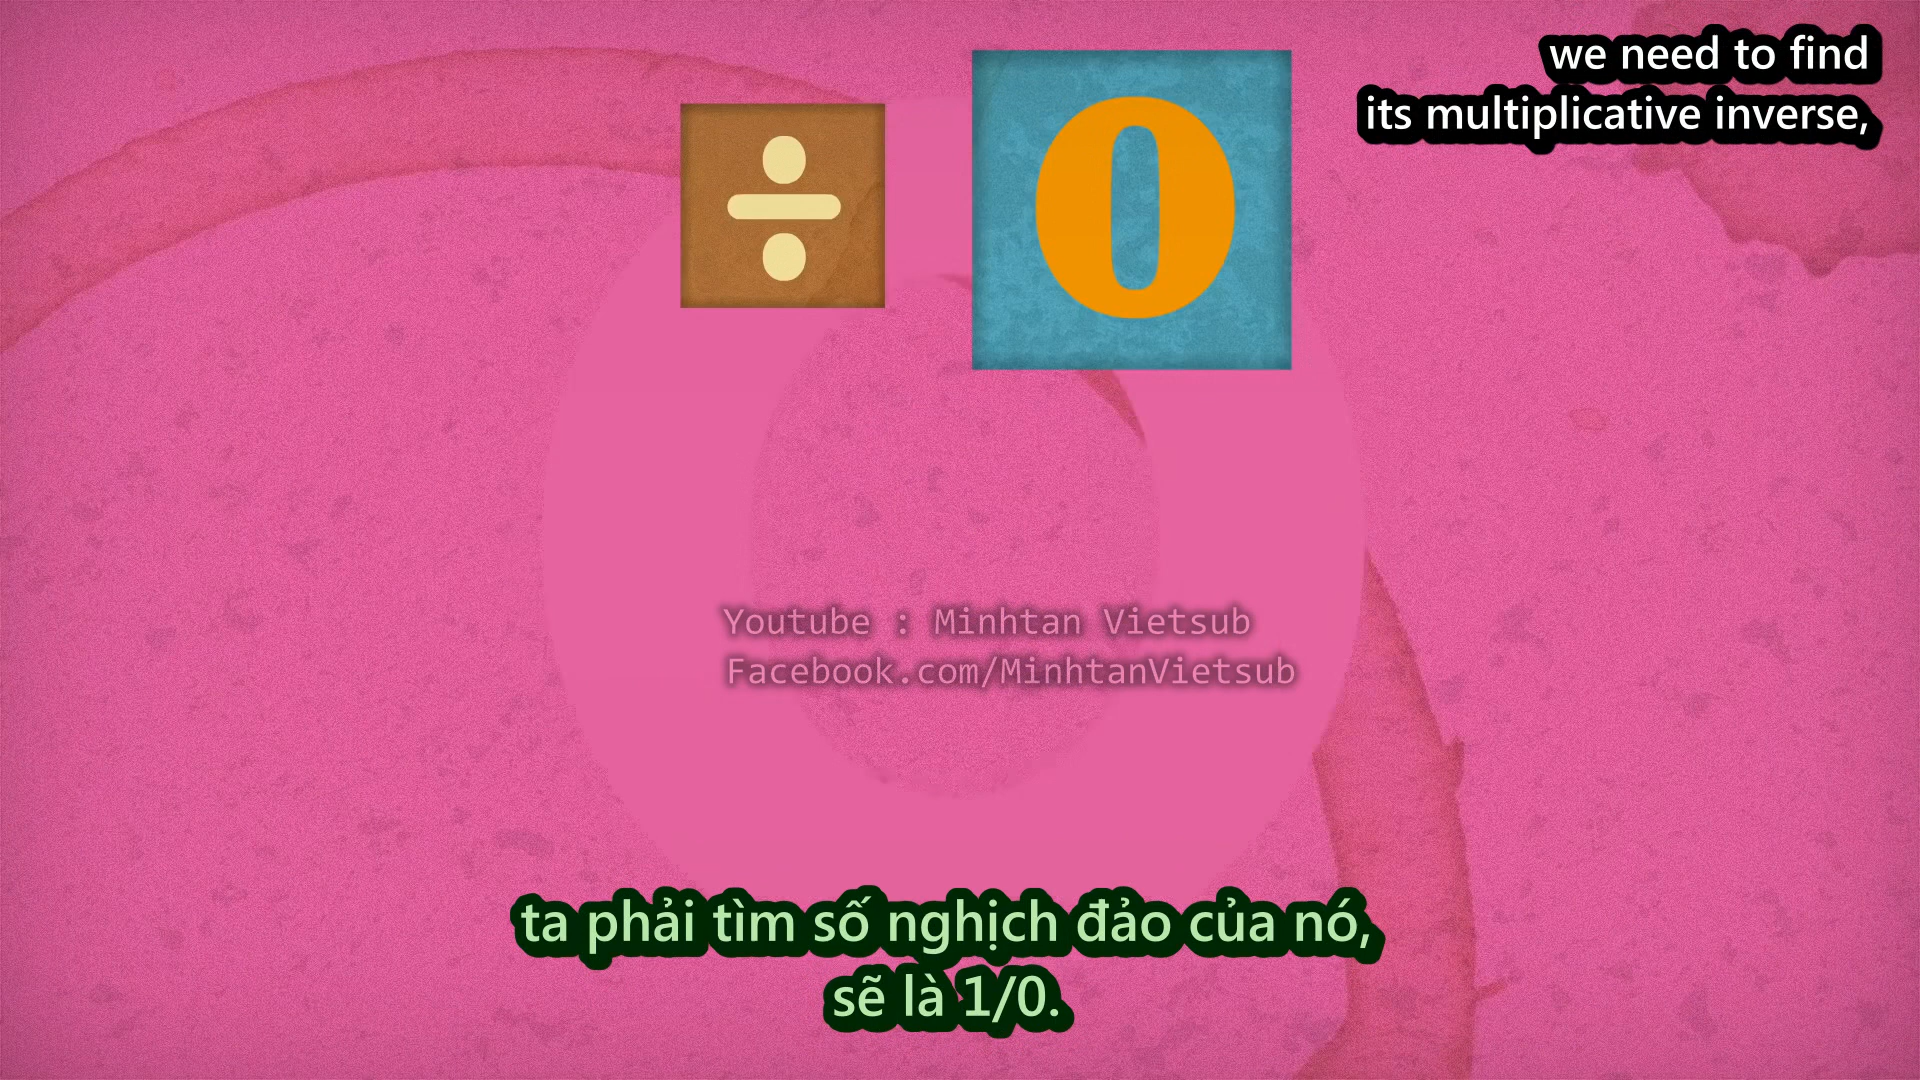 we need to find
its multiplicative inverse,
÷ 0
Youtube : Minhtan Vietsub
Facebook.com/MinhtanVietsub
ta phải tìm số nghịch đảo của nó,
sẽ là 1/0.